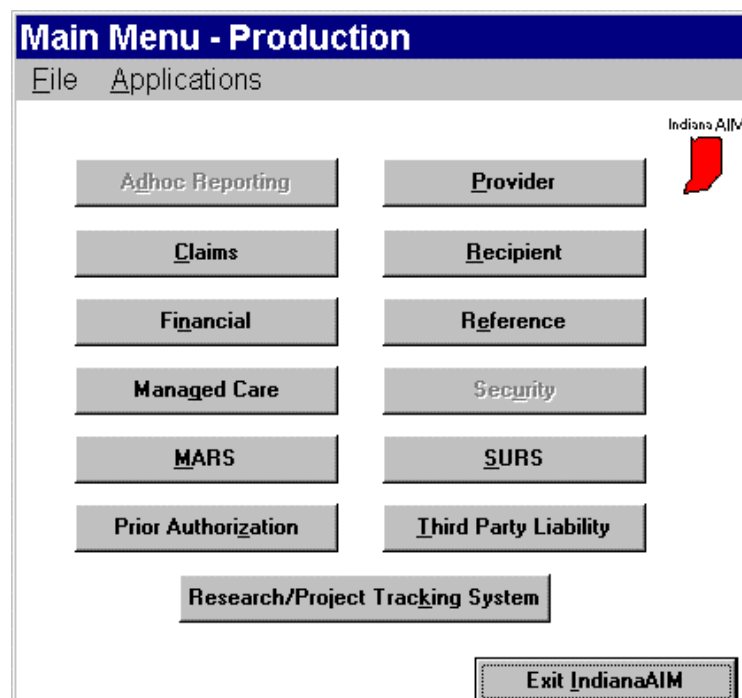 Main Menu - Production
File Applications
Indiana AIM
Adhoc Reporting Provider
Claims Recipient
Financial Reference
Managed Care Security
MARS SURS
Prior Authorization Third Party Liability
Research/Project Tracking System
Exit IndianaAIM